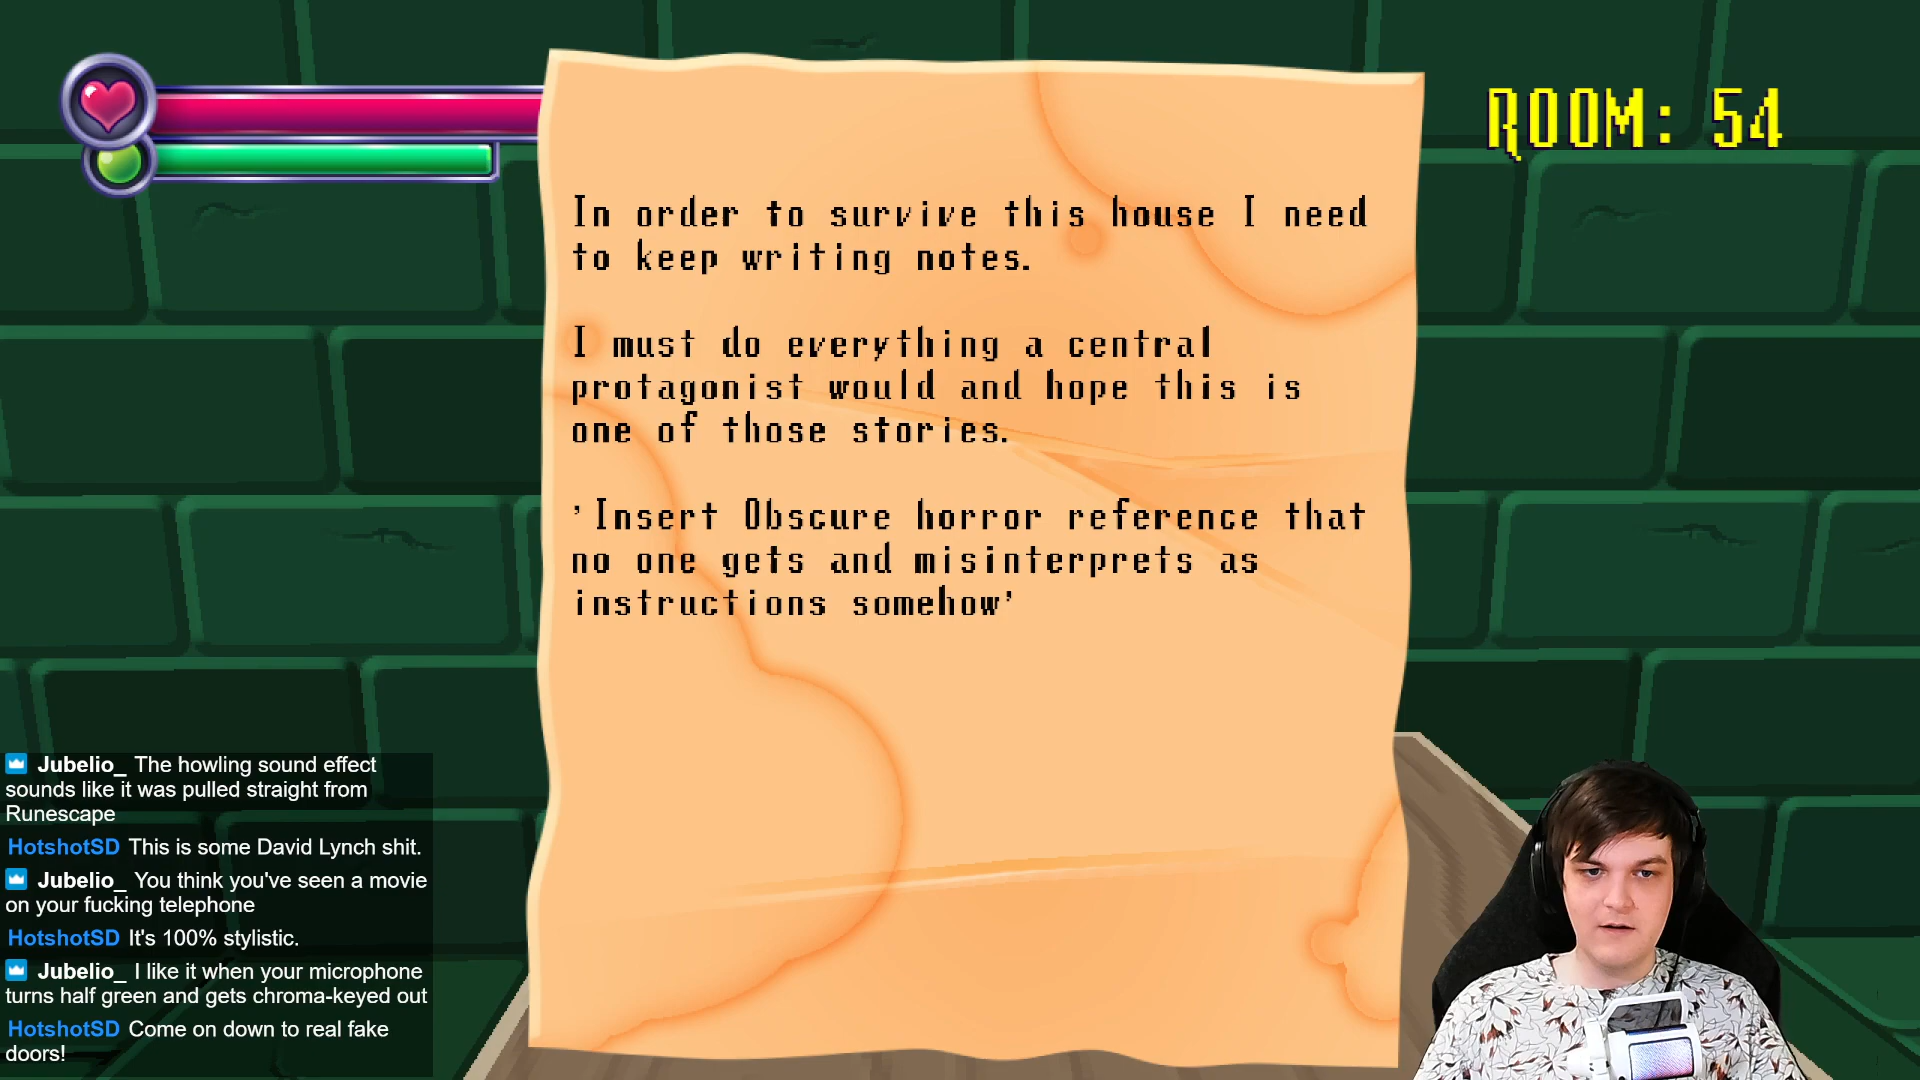 ROOM: 54
In order to survive this house I need
to keep writing notes.
I must do everything a central
protagonist would and hope this is
one of those stories.
'Insert Obscure horror reference that
no one gets and misinterprets as
instructions somehow'
Jubelio_ The howling sound effect
sounds like it was pulled straight from
Runescape
HotshotSD This is some David Lynch shit.
Jubelio_ You think you've seen a movie
on your fucking telephone
HotshotSD It's 100% stylistic.
Jubelio_ I like it when your microphone
turns half green and gets chroma-keyed out
HotshotSD Come on down to real fake
doors!